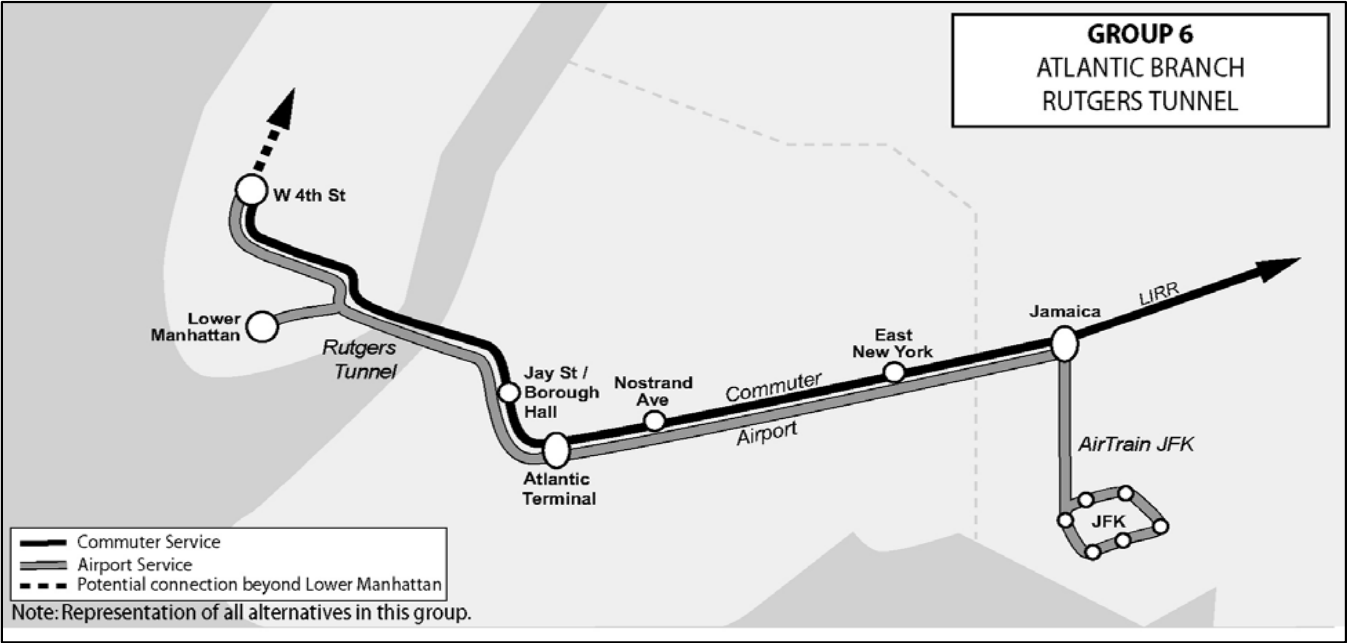 GROUP 6
ATLANTIC BRANCH
RUTGERS TUNNEL
W 4th St
Lower
Manhattan
Rutgers
Tunnel
Jay St /
Borough
Hall
Atlantic
Terminal
Nostrand
Ave
Commuter
Airport
East
New York
Jamaica
LIRR
AirTrain JFK
JFK
Commuter Service
Airport Service
Potential connection beyond Lower Manhattan
Note: Representation of all alternatives in this group.